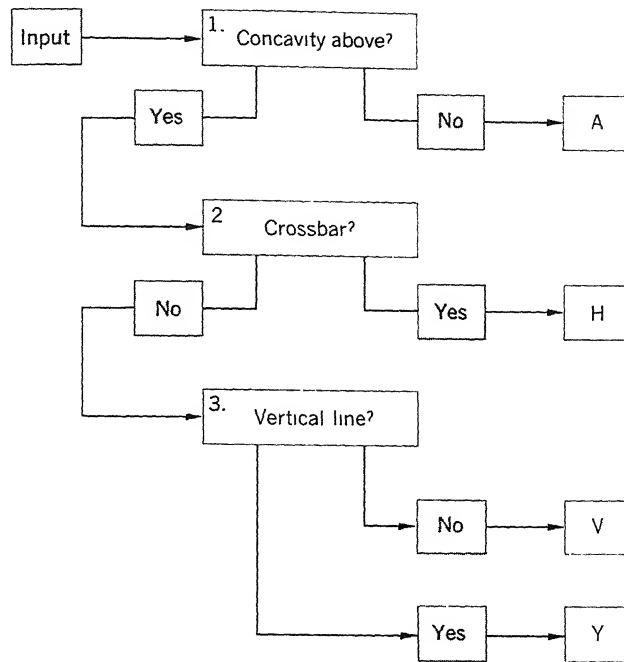 Input
1.
Concavity above?
Yes
No
A
2
Crossbar?
No
Yes
H
3.
Vertical line?
No
V
Yes
Y